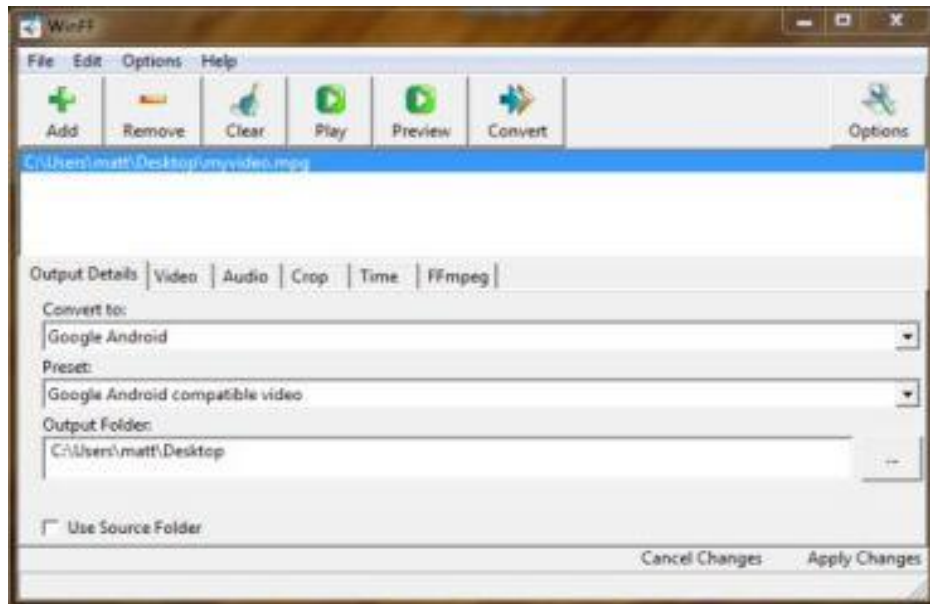 WinFF
File Edit Options Help
Add Remove Clear Play Preview Convert Options
C:\Users\matt\Desktop\myvideo.mpg
Output Details Video Audio Crop Time FFmpeg
Convert to:
Google Android
Preset:
Google Android compatible video
Output Folder:
C:\Users\matt\Desktop
...
Use Source Folder
Cancel Changes Apply Changes